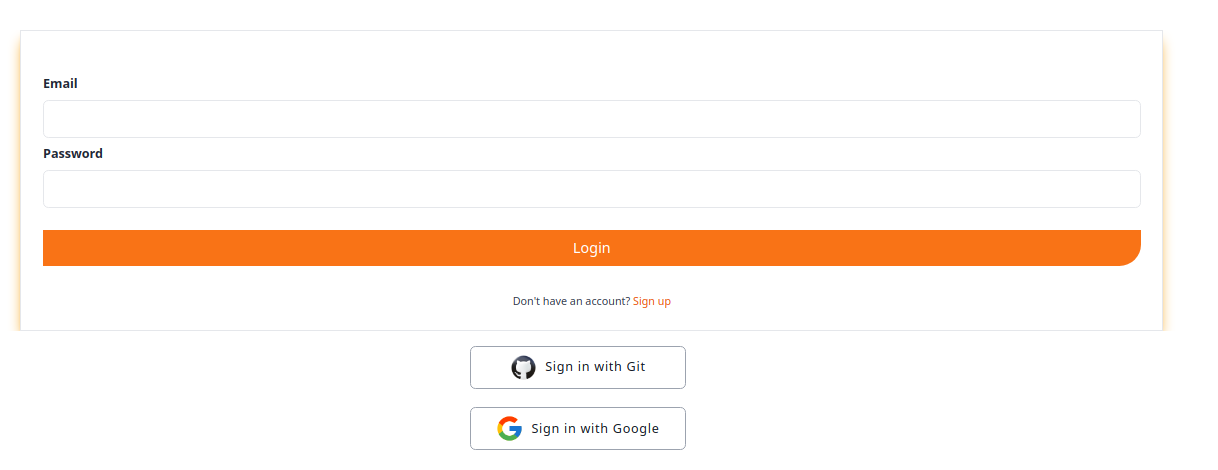 Email
Password
Login
Don't have an account? Sign up
Sign in with Git
Sign in with Google